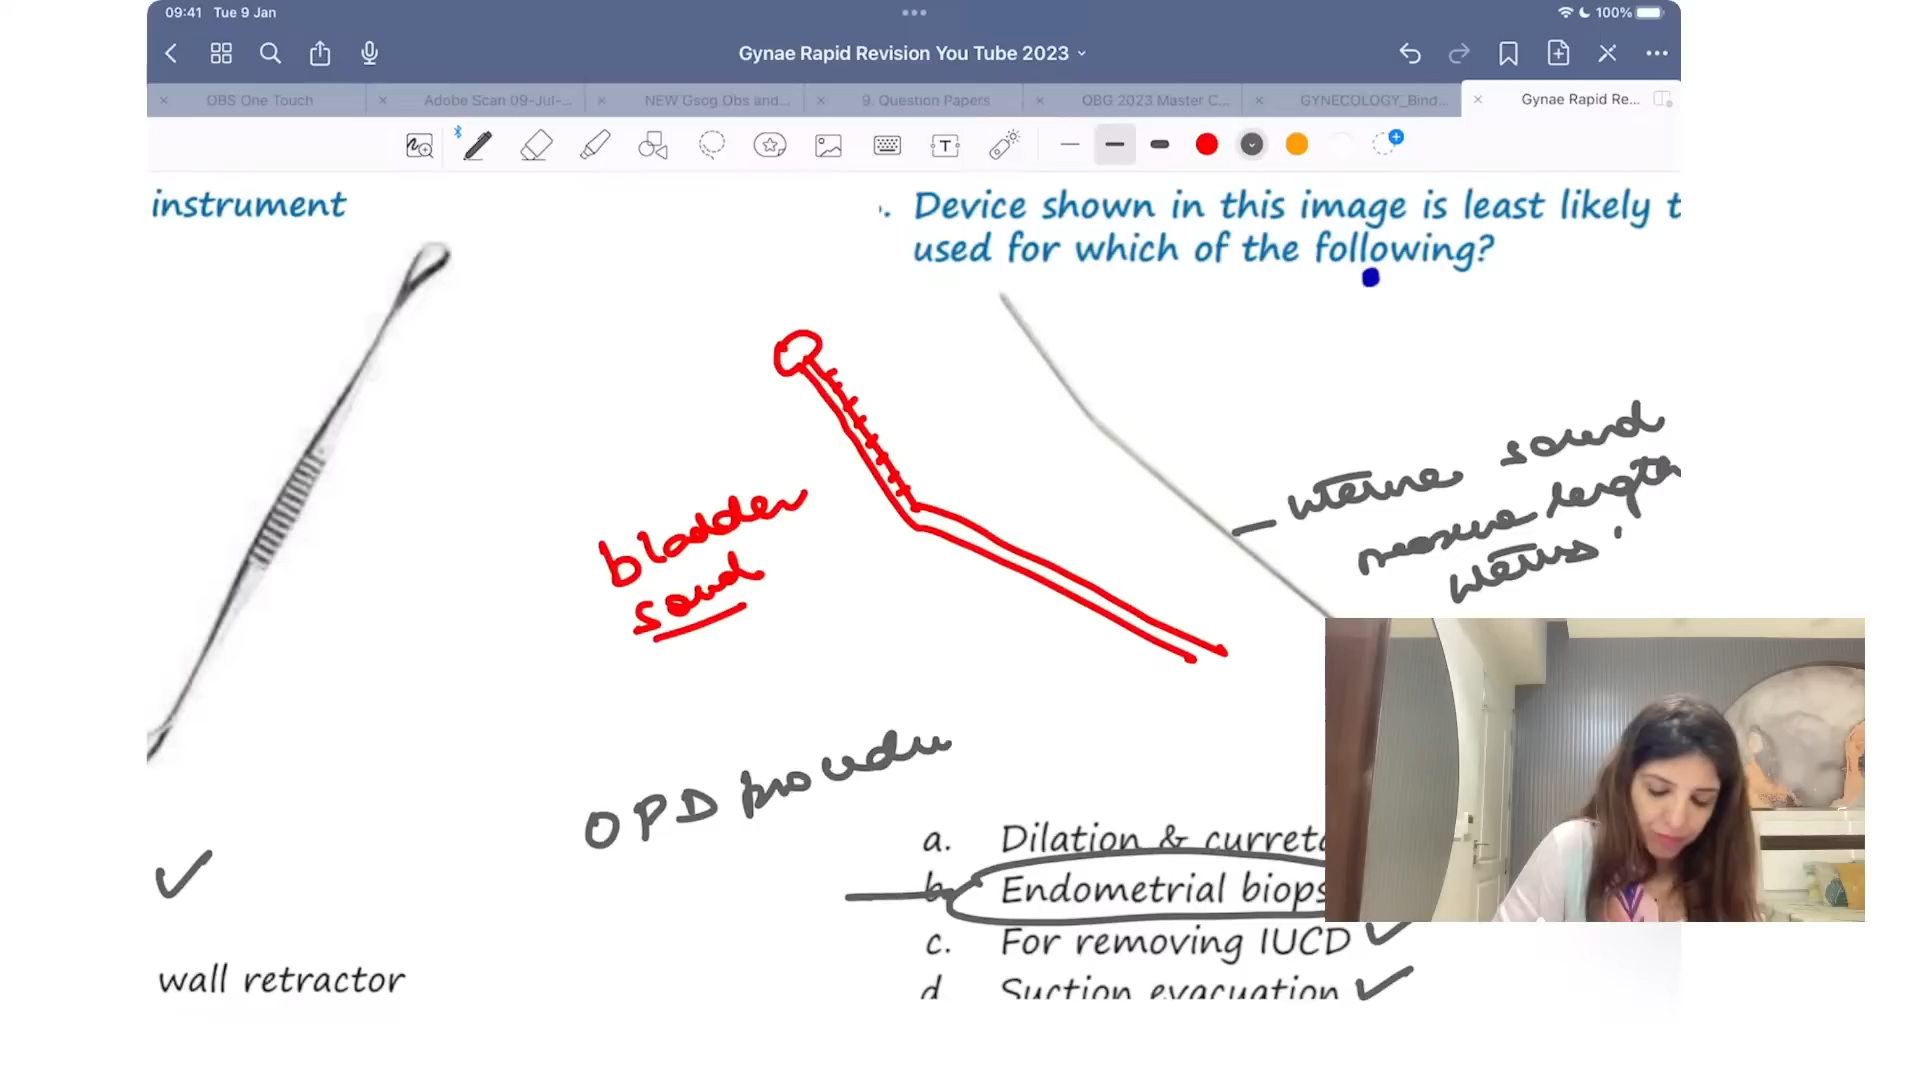 09:41 Tue 9 Jan
100%
Gynae Rapid Revision You Tube 2023
OBS One Touch
Adobe Scan 09-Jul-...
NEW Gsog Obs and...
9. Question Papers
OBG 2023 Master C...
GYNECOLOGY_Bind...
Gynae Rapid Re...
instrument
. Device shown in this image is least likely t
used for which of the following?
uterine sound
measure length
uterus
bladder
sound
OPD procedure
a. Dilation & curreta
b. Endometrial biops
c. For removing IUCD
d. Suction evacuation
wall retractor